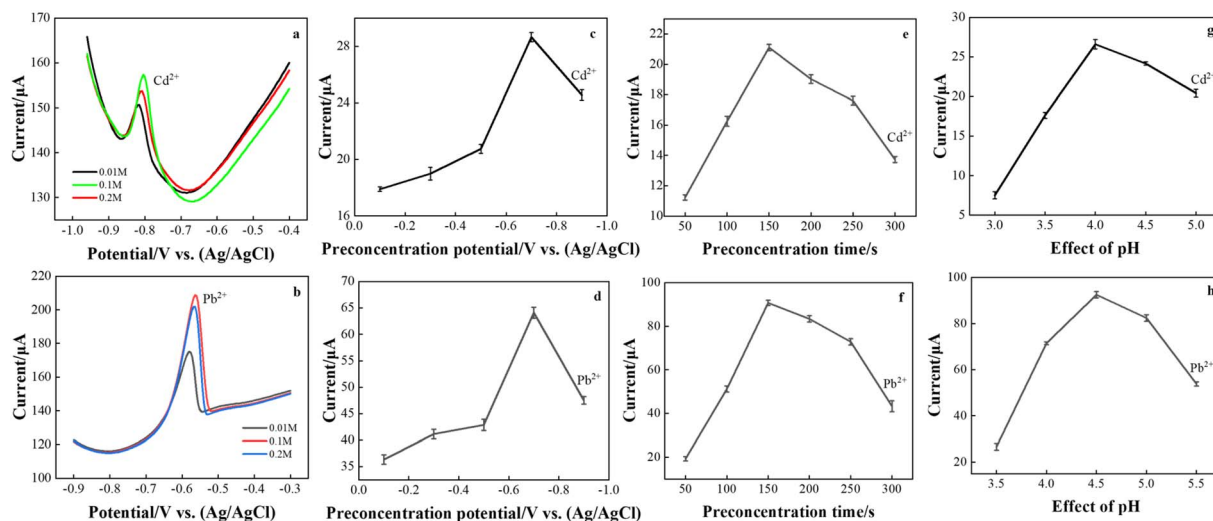 a
Cd²⁺
Current/μA
170
160
150
140
130
0.01M
0.1M
0.2M
-1.0 -0.9 -0.8 -0.7 -0.6 -0.5 -0.4
Potential/V vs. (Ag/AgCl)
c
Cd²⁺
Current/μA
28
24
20
16
0.0 -0.2 -0.4 -0.6 -0.8 -1.0
Preconcentration potential/V vs. (Ag/AgCl)
e
Cd²⁺
Current/μA
22
20
18
16
14
12
10
50 100 150 200 250 300
Preconcentration time/s
g
Cd²⁺
Current/μA
30
25
20
15
10
5
3.0 3.5 4.0 4.5 5.0
Effect of pH
b
Pb²⁺
Current/μA
220
200
180
160
140
120
100
0.01M
0.1M
0.2M
-0.9 -0.8 -0.7 -0.6 -0.5 -0.4 -0.3
Potential/V vs. (Ag/AgCl)
d
Pb²⁺
Current/μA
70
65
60
55
50
45
40
35
0.0 -0.2 -0.4 -0.6 -0.8 -1.0
Preconcentration potential/V vs. (Ag/AgCl)
f
Pb²⁺
Current/μA
100
80
60
40
20
50 100 150 200 250 300
Preconcentration time/s
h
Pb²⁺
Current/μA
100
80
60
40
20
3.5 4.0 4.5 5.0 5.5
Effect of pH